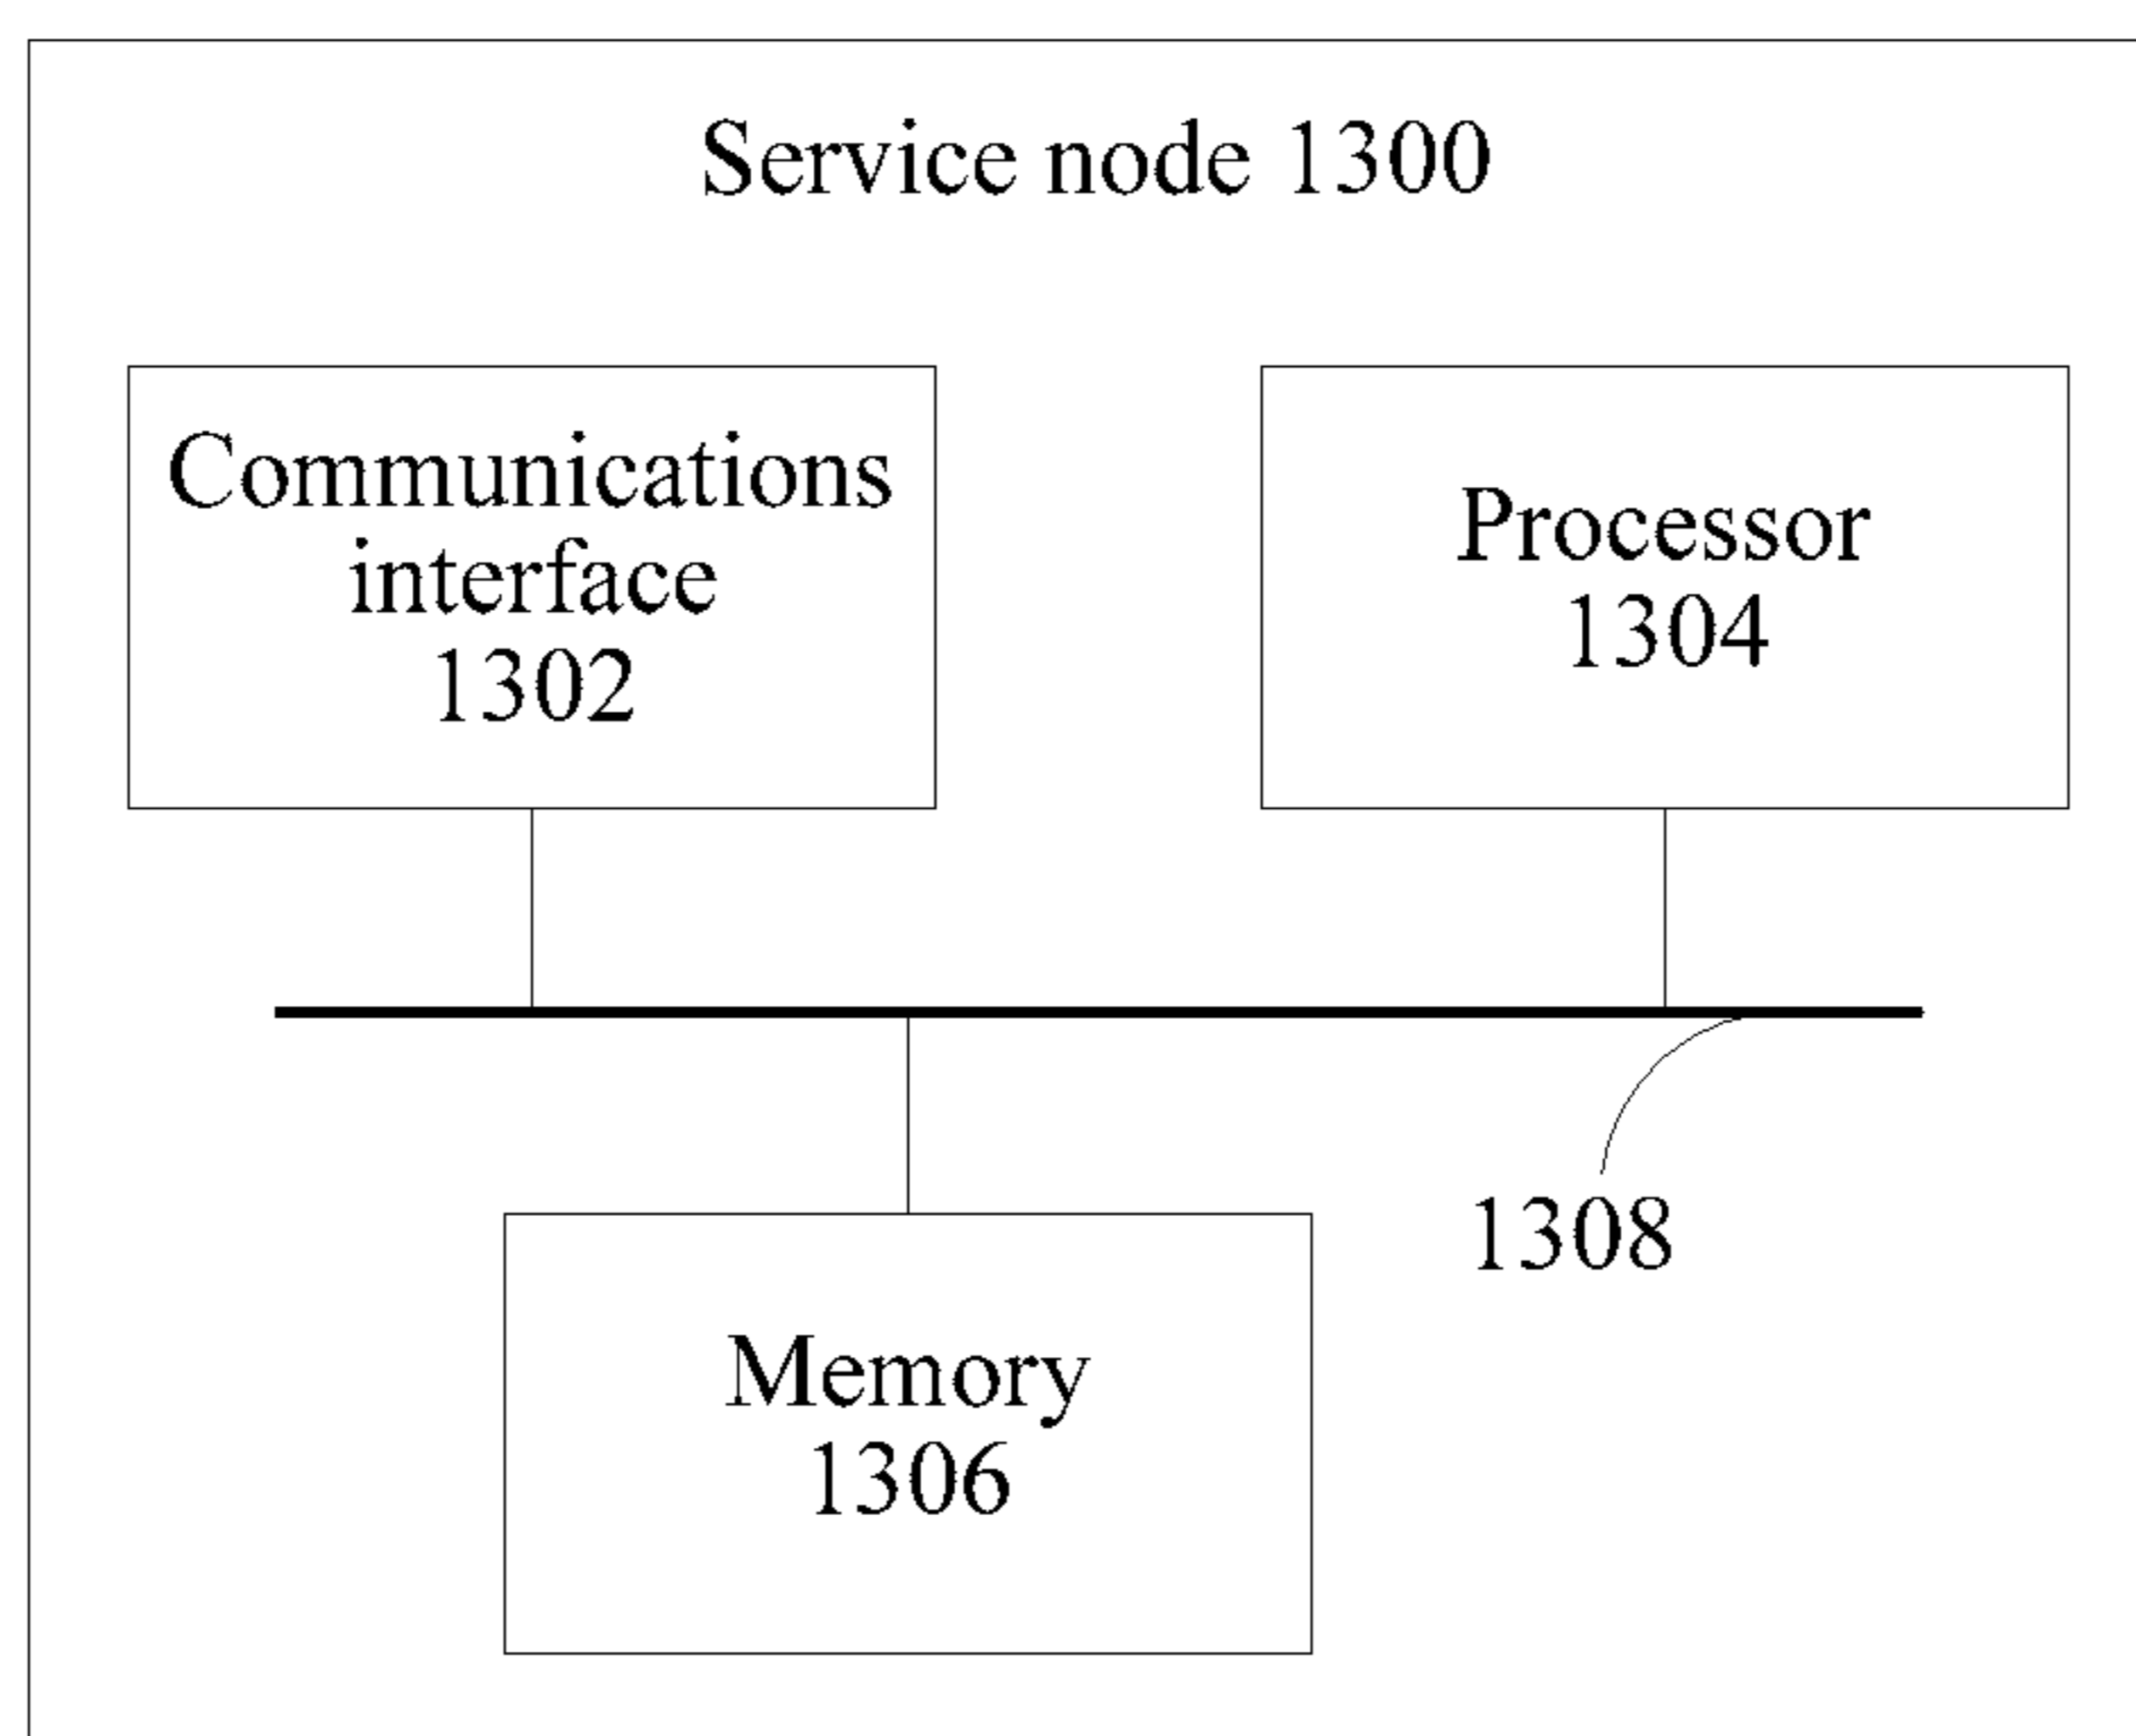 Service node 1300
Communications
interface
1302
Processor
1304
1308
Memory
1306